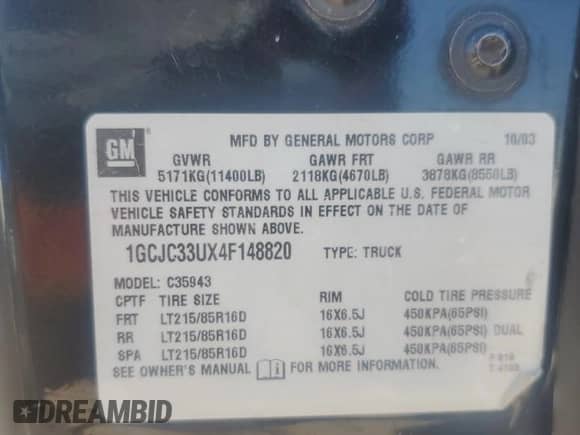 GM ® MFD BY GENERAL MOTORS CORP 10/03
GVWR GAWR FRT GAWR RR
5171KG(11400LB) 2118KG(4670LB) 3878KG(8550LB)
THIS VEHICLE CONFORMS TO ALL APPLICABLE U.S. FEDERAL MOTOR
VEHICLE SAFETY STANDARDS IN EFFECT ON THE DATE OF
MANUFACTURE SHOWN ABOVE.
1GCJC33UX4F148820 TYPE: TRUCK
MODEL: C35943
CPTF TIRE SIZE RIM COLD TIRE PRESSURE
FRT LT215/85R16D 16X6.5J 450KPA(65PSI)
RR LT215/85R16D 16X6.5J 450KPA(65PSI) DUAL
SPA LT215/85R16D 16X6.5J 450KPA(65PSI)
SEE OWNER'S MANUAL FOR MORE INFORMATION.
DREAMBID